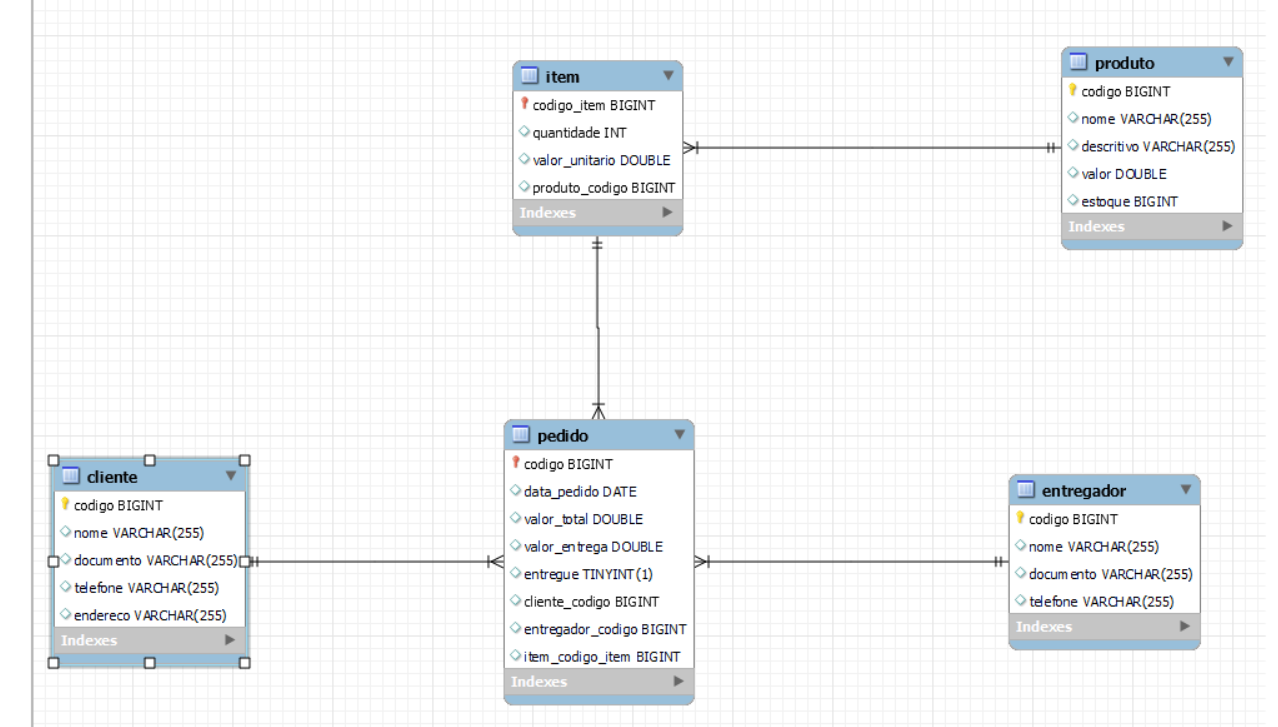 item
codigo_item BIGINT
quantidade INT
valor_unitario DOUBLE
produto_codigo BIGINT
Indexes
produto
codigo BIGINT
nome VARCHAR(255)
descritivo VARCHAR(255)
valor DOUBLE
estoque BIGINT
Indexes
cliente
codigo BIGINT
nome VARCHAR(255)
documento VARCHAR(255)
telefone VARCHAR(255)
endereco VARCHAR(255)
Indexes
pedido
codigo BIGINT
data_pedido DATE
valor_total DOUBLE
valor_entrega DOUBLE
entregue TINYINT(1)
cliente_codigo BIGINT
entregador_codigo BIGINT
item_codigo_item BIGINT
Indexes
entregador
codigo BIGINT
nome VARCHAR(255)
documento VARCHAR(255)
telefone VARCHAR(255)
Indexes